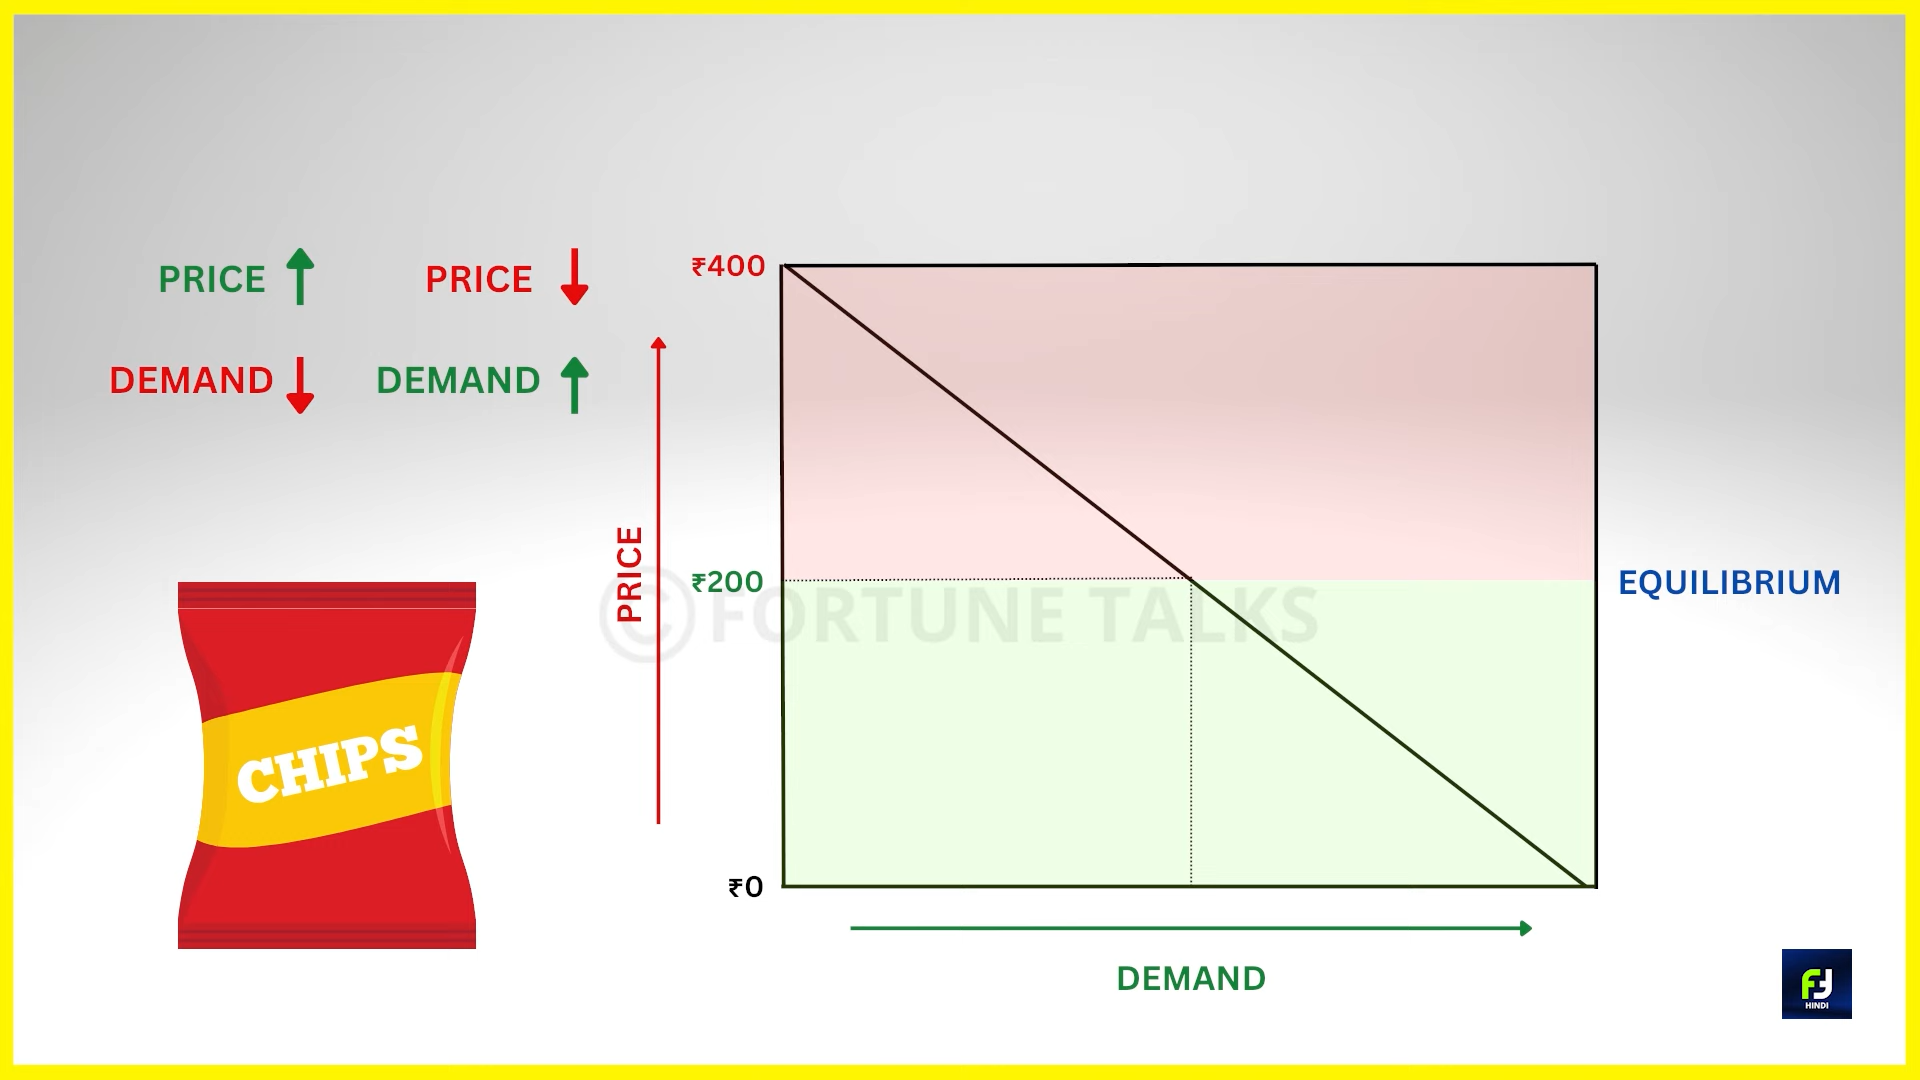 PRICE
PRICE
DEMAND
DEMAND
₹400
PRICE
₹200
EQUILIBRIUM
© FORTUNE TALKS
CHIPS
₹0
DEMAND
HINDI